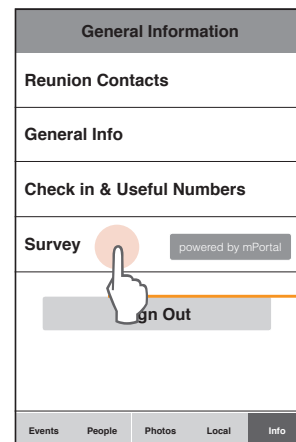 General Information
Reunion Contacts
General Info
Check in & Useful Numbers
Survey powered by mPortal
gn Out
Events People Photos Local Info